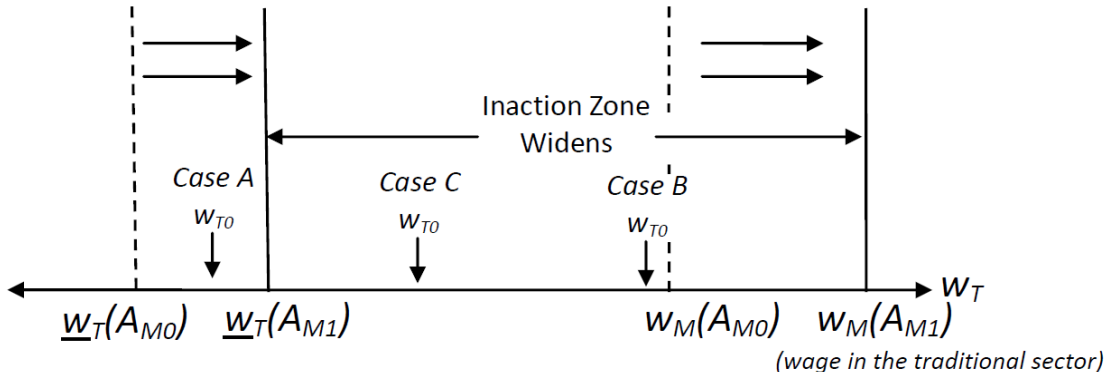 Inaction Zone
Widens
Case A
w_T0
Case C
w_T0
Case B
w_T0
w_T
w_T(A_M0)
w_T(A_M1)
w_M(A_M0)
w_M(A_M1)
(wage in the traditional sector)